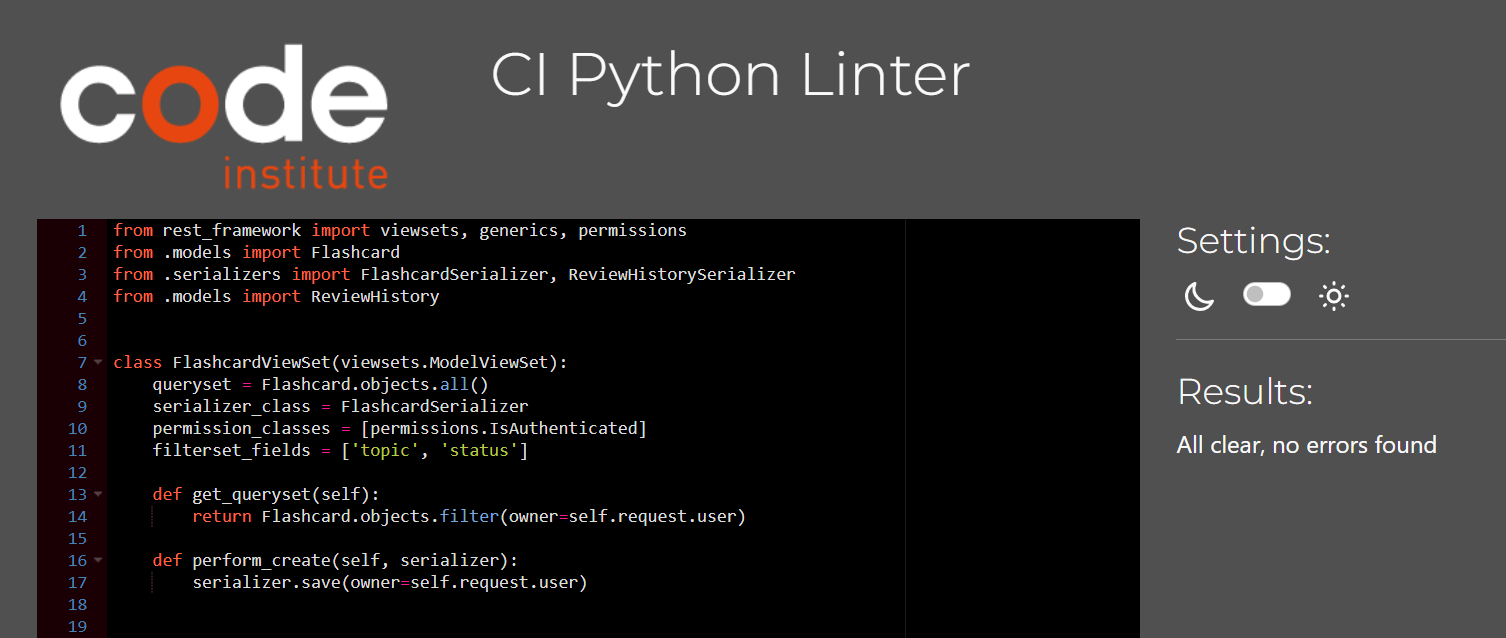 code
institute
CI Python Linter
1 from rest_framework import viewsets, generics, permissions
2 from .models import Flashcard
3 from .serializers import FlashcardSerializer, ReviewHistorySerializer
4 from .models import ReviewHistory
5
6
7 class FlashcardViewSet(viewsets.ModelViewSet):
8     queryset = Flashcard.objects.all()
9     serializer_class = FlashcardSerializer
10     permission_classes = [permissions.IsAuthenticated]
11     filterset_fields = ['topic', 'status']
12
13     def get_queryset(self):
14         return Flashcard.objects.filter(owner=self.request.user)
15
16     def perform_create(self, serializer):
17         serializer.save(owner=self.request.user)
18
19
Settings:
Results:
All clear, no errors found